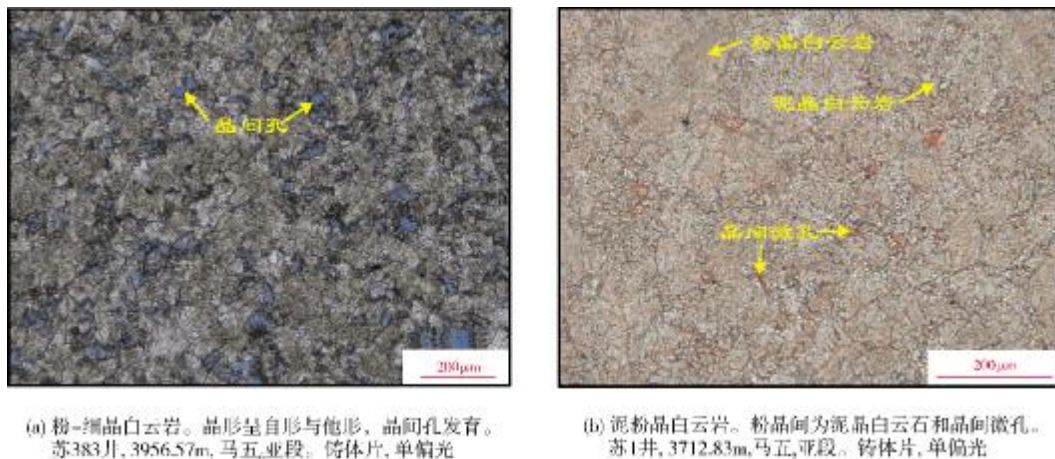 晶间孔
200μm
粉晶白云岩
泥晶白云岩
晶间微孔
200μm
(a) 粉-细晶白云岩。晶形呈自形与他形，晶间孔发育。
苏383井, 3956.57m, 马五,亚段。铸体片, 单偏光
(b) 泥粉晶白云岩。粉晶间为泥晶白云石和晶间微孔。
苏1井, 3712.83m,马五,亚段。铸体片, 单偏光